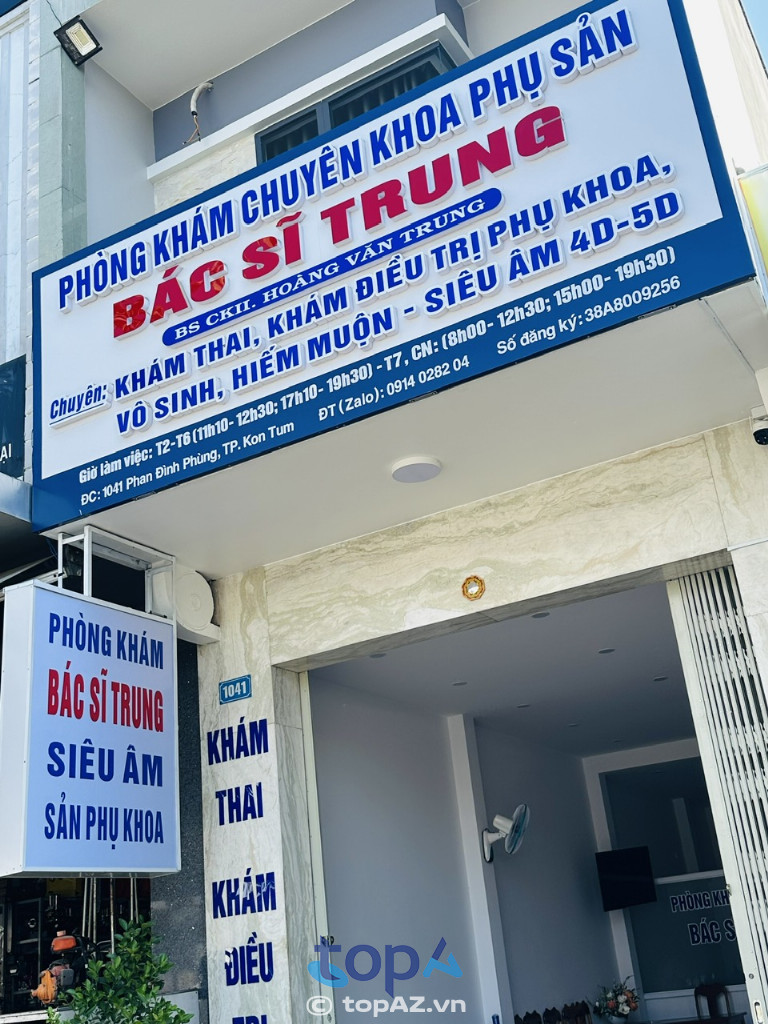 PHÒNG KHÁM CHUYÊN KHOA PHỤ SẢN
BÁC SĨ TRUNG
BS CKII. HOÀNG VĂN TRUNG
Chuyên: KHÁM THAI, KHÁM ĐIỀU TRỊ PHỤ KHOA,
VÔ SINH, HIẾM MUỘN - SIÊU ÂM 4D-5D
Giờ làm việc: T2-T6 (11h10- 12h30; 17h10- 19h30) - T7, CN: (8h00- 12h30; 15h00- 19h30)
ĐC: 1041 Phan Đình Phùng, TP. Kon Tum ĐT (Zalo): 0914 0282 04 Số đăng ký: 38A8009256
PHÒNG KHÁM
BÁC SĨ TRUNG
SIÊU ÂM
SẢN PHỤ KHOA
1041
KHÁM
THAI
KHÁM
ĐIỀU
TRỊ
PHÒNG KH
BÁC S
topA
© topAZ.vn